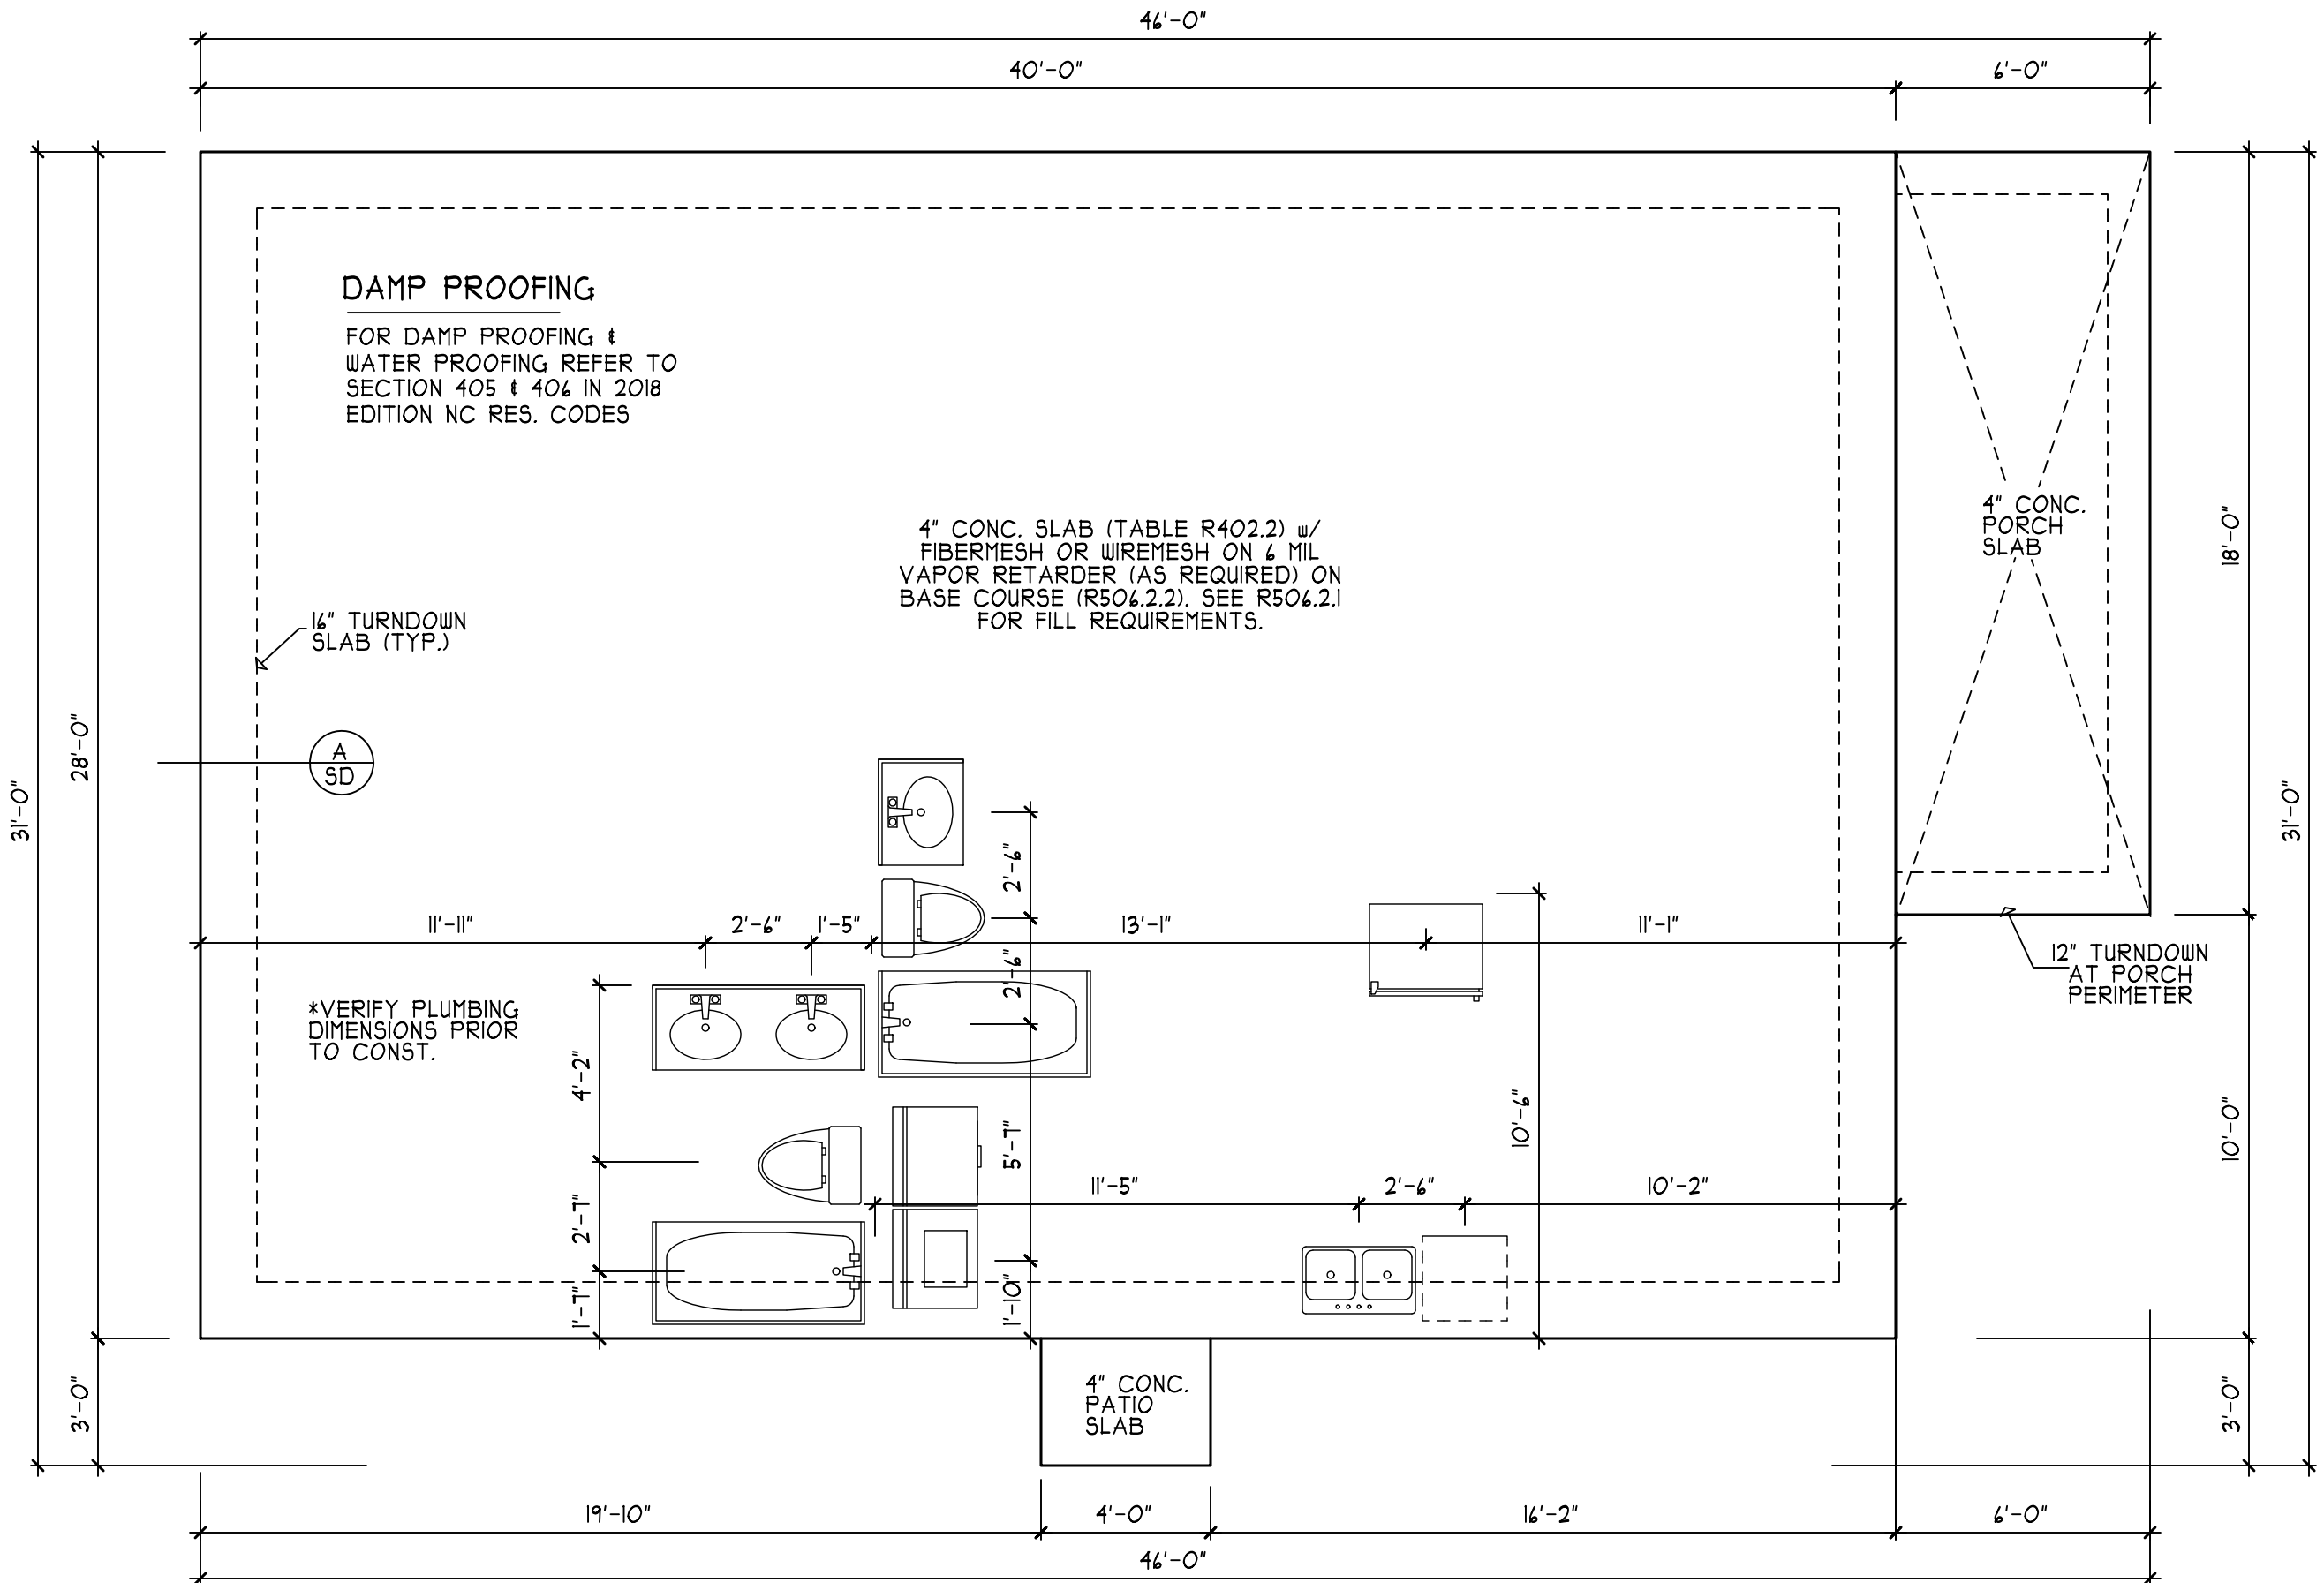 46'-0"
40'-0"
6'-0"
DAMP PROOFING
FOR DAMP PROOFING &
WATER PROOFING REFER TO
SECTION 405 & 406 IN 2018
EDITION NC RES. CODES
4" CONC. SLAB (TABLE R402.2) w/
FIBERMESH OR WIREMESH ON 6 MIL
VAPOR RETARDER (AS REQUIRED) ON
BASE COURSE (R506.2.2). SEE R506.2.1
FOR FILL REQUIREMENTS.
4" CONC.
PORCH
SLAB
18'-0"
16" TURNDOWN
SLAB (TYP.)
28'-0"
31'-0"
A
SD
31'-0"
2'-6"
11'-11"
2'-6"
1'-5"
13'-1"
11'-1"
2'-6"
12" TURNDOWN
AT PORCH
PERIMETER
*VERIFY PLUMBING
DIMENSIONS PRIOR
TO CONST.
4'-2"
5'-7"
10'-6"
10'-0"
11'-5"
2'-6"
10'-2"
2'-7"
1'-7"
1'-10"
3'-0"
4" CONC.
PATIO
SLAB
3'-0"
19'-10"
4'-0"
16'-2"
6'-0"
46'-0"